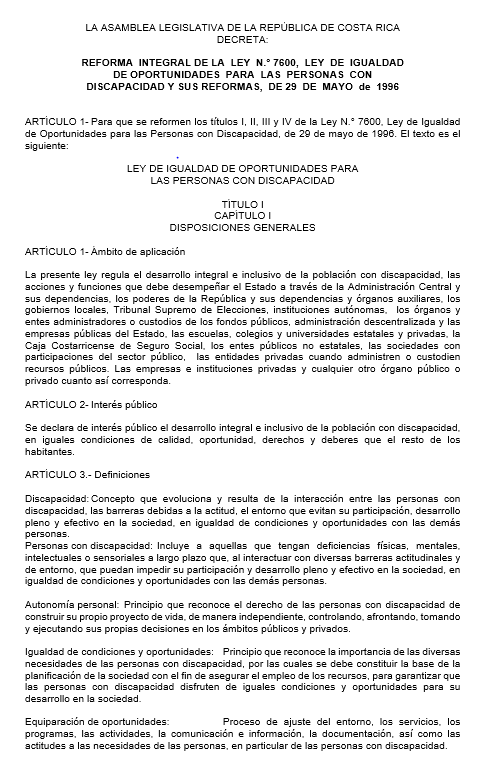 LA ASAMBLEA LEGISLATIVA DE LA REPÚBLICA DE COSTA RICA
DECRETA:
REFORMA INTEGRAL DE LA LEY N.° 7600, LEY DE IGUALDAD
DE OPORTUNIDADES PARA LAS PERSONAS CON
DISCAPACIDAD Y SUS REFORMAS, DE 29 DE MAYO de 1996
ARTÍCULO 1- Para que se reformen los títulos I, II, III y IV de la Ley N.° 7600, Ley de Igualdad
de Oportunidades para las Personas con Discapacidad, de 29 de mayo de 1996. El texto es el
siguiente:
LEY DE IGUALDAD DE OPORTUNIDADES PARA
LAS PERSONAS CON DISCAPACIDAD
TÍTULO I
CAPÍTULO I
DISPOSICIONES GENERALES
ARTÍCULO 1- Ámbito de aplicación
La presente ley regula el desarrollo integral e inclusivo de la población con discapacidad, las
acciones y funciones que debe desempeñar el Estado a través de la Administración Central y
sus dependencias, los poderes de la República y sus dependencias y órganos auxiliares, los
gobiernos locales, Tribunal Supremo de Elecciones, instituciones autónomas, los órganos y
entes administradores o custodios de los fondos públicos, administración descentralizada y las
empresas públicas del Estado, las escuelas, colegios y universidades estatales y privadas, la
Caja Costarricense de Seguro Social, los entes públicos no estatales, las sociedades con
participaciones del sector público, las entidades privadas cuando administren o custodien
recursos públicos. Las empresas e instituciones privadas y cualquier otro órgano público o
privado cuanto así corresponda.
ARTÍCULO 2- Interés público
Se declara de interés público el desarrollo integral e inclusivo de la población con discapacidad,
en iguales condiciones de calidad, oportunidad, derechos y deberes que el resto de los
habitantes.
ARTÍCULO 3.- Definiciones
Discapacidad: Concepto que evoluciona y resulta de la interacción entre las personas con
discapacidad, las barreras debidas a la actitud, el entorno que evitan su participación, desarrollo
pleno y efectivo en la sociedad, en igualdad de condiciones y oportunidades con las demás
personas.
Personas con discapacidad: Incluye a aquellas que tengan deficiencias físicas, mentales,
intelectuales o sensoriales a largo plazo que, al interactuar con diversas barreras actitudinales y
de entorno, que puedan impedir su participación y desarrollo pleno y efectivo en la sociedad, en
igualdad de condiciones y oportunidades con las demás personas.
Autonomía personal: Principio que reconoce el derecho de las personas con discapacidad de
construir su propio proyecto de vida, de manera independiente, controlando, afrontando, tomando
y ejecutando sus propias decisiones en los ámbitos públicos y privados.
Igualdad de condiciones y oportunidades: Principio que reconoce la importancia de las diversas
necesidades de las personas con discapacidad, por las cuales se debe constituir la base de la
planificación de la sociedad con el fin de asegurar el empleo de los recursos, para garantizar que
las personas con discapacidad disfruten de iguales condiciones y oportunidades para su
desarrollo en la sociedad.
Equiparación de oportunidades: Proceso de ajuste del entorno, los servicios, los
programas, las actividades, la comunicación e información, la documentación, así como las
actitudes a las necesidades de las personas, en particular de las personas con discapacidad.